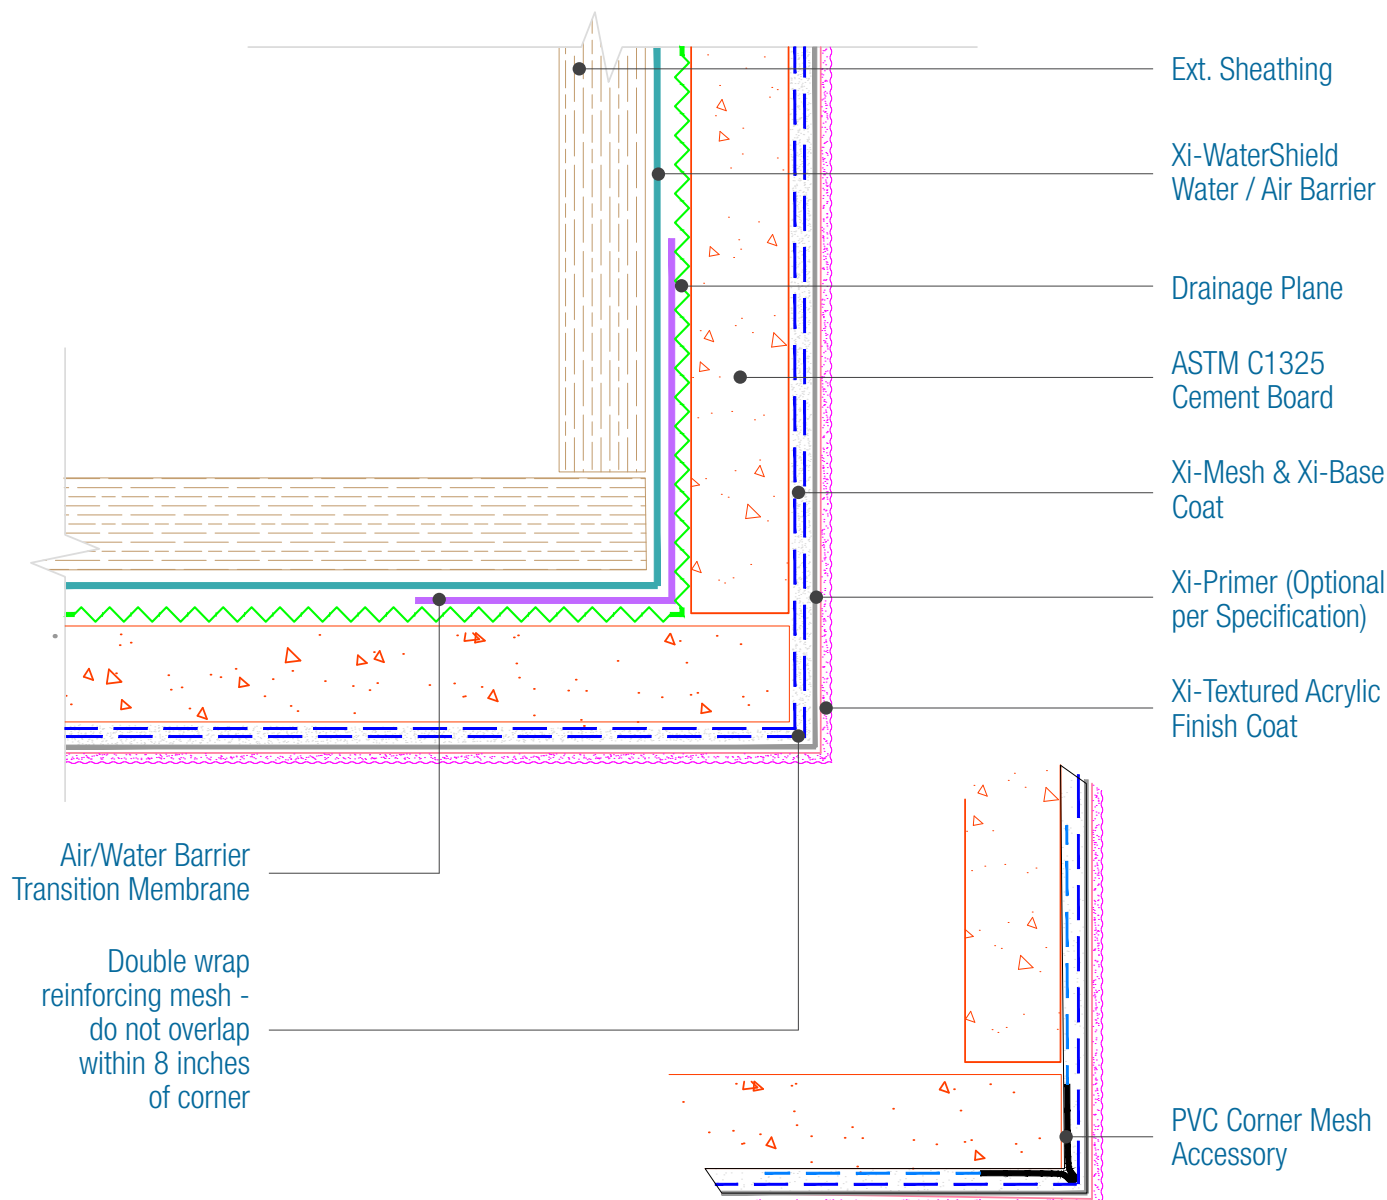 Ext. Sheathing
Xi-WaterShield
Water / Air Barrier
Drainage Plane
ASTM C1325
Cement Board
Xi-Mesh & Xi-Base
Coat
Xi-Primer (Optional
per Specification)
Xi-Textured Acrylic
Finish Coat
Air/Water Barrier
Transition Membrane
Double wrap
reinforcing mesh -
do not overlap
within 8 inches
of corner
PVC Corner Mesh
Accessory